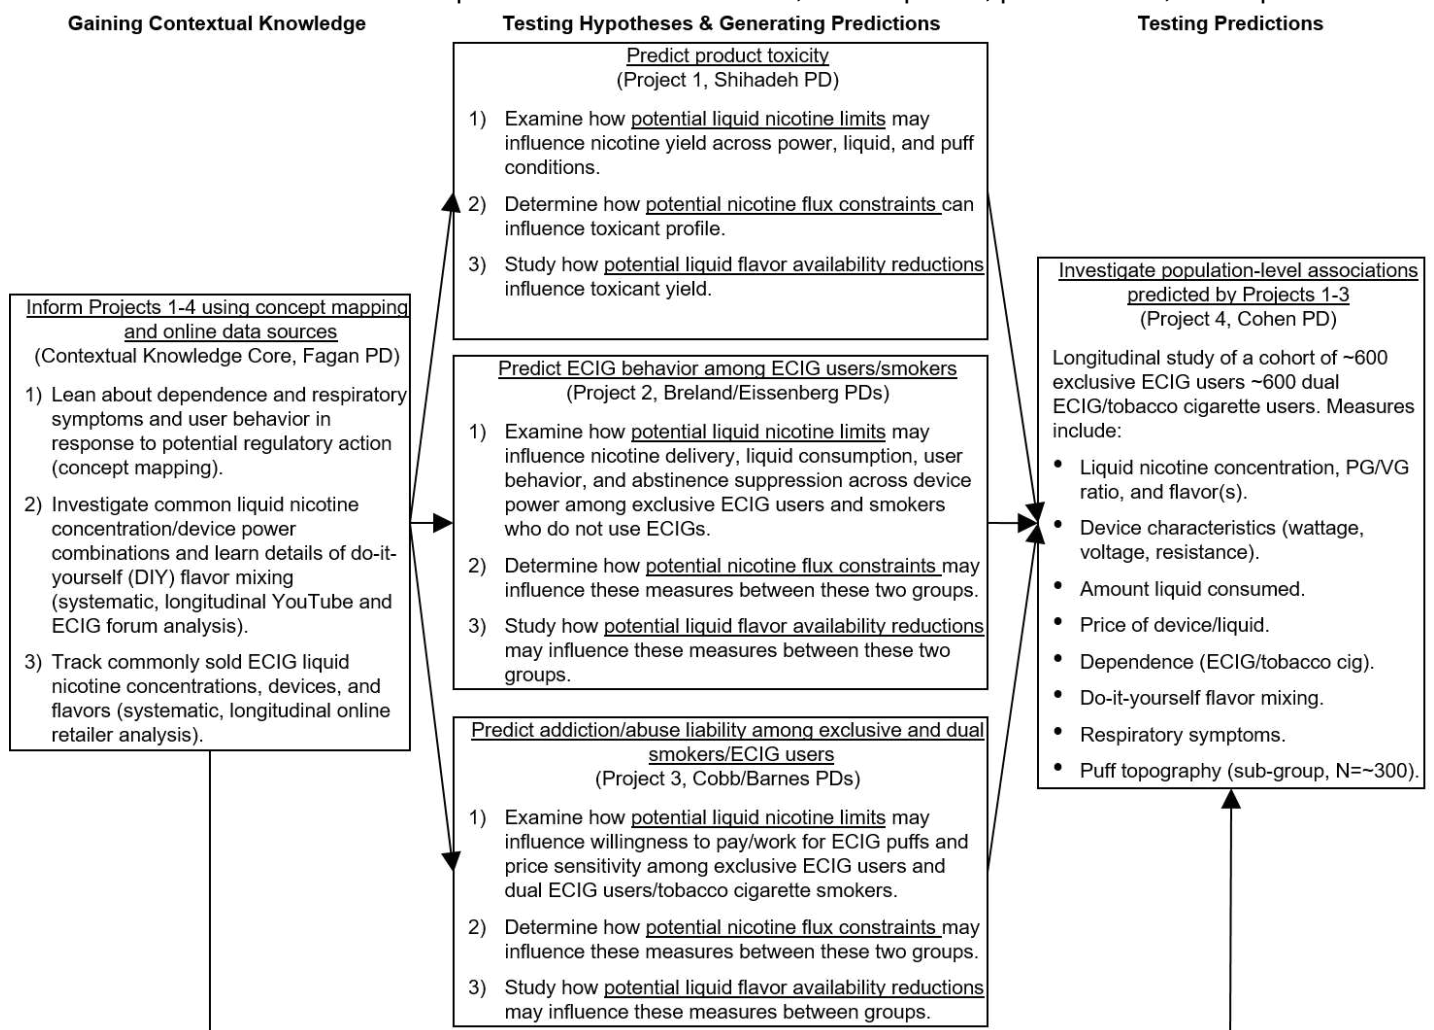 Gaining Contextual Knowledge
Testing Hypotheses & Generating Predictions
Testing Predictions
Inform Projects 1-4 using concept mapping
and online data sources
(Contextual Knowledge Core, Fagan PD)
1) Lean about dependence and respiratory
symptoms and user behavior in
response to potential regulatory action
(concept mapping).
2) Investigate common liquid nicotine
concentration/device power
combinations and learn details of do-it-
yourself (DIY) flavor mixing
(systematic, longitudinal YouTube and
ECIG forum analysis).
3) Track commonly sold ECIG liquid
nicotine concentrations, devices, and
flavors (systematic, longitudinal online
retailer analysis).
Predict product toxicity
(Project 1, Shihadeh PD)
1) Examine how potential liquid nicotine limits may
influence nicotine yield across power, liquid, and puff
conditions.
2) Determine how potential nicotine flux constraints can
influence toxicant profile.
3) Study how potential liquid flavor availability reductions
influence toxicant yield.
Predict ECIG behavior among ECIG users/smokers
(Project 2, Breland/Eissenberg PDs)
1) Examine how potential liquid nicotine limits may
influence nicotine delivery, liquid consumption, user
behavior, and abstinence suppression across device
power among exclusive ECIG users and smokers
who do not use ECIGs.
2) Determine how potential nicotine flux constraints may
influence these measures between these two groups.
3) Study how potential liquid flavor availability reductions
may influence these measures between these two
groups.
Predict addiction/abuse liability among exclusive and dual
smokers/ECIG users
(Project 3, Cobb/Barnes PDs)
1) Examine how potential liquid nicotine limits may
influence willingness to pay/work for ECIG puffs and
price sensitivity among exclusive ECIG users and
dual ECIG users/tobacco cigarette smokers.
2) Determine how potential nicotine flux constraints may
influence these measures between these two groups.
3) Study how potential liquid flavor availability reductions
may influence these measures between groups.
Investigate population-level associations
predicted by Projects 1-3
(Project 4, Cohen PD)
Longitudinal study of a cohort of ~600
exclusive ECIG users ~600 dual
ECIG/tobacco cigarette users. Measures
include:
• Liquid nicotine concentration, PG/VG
ratio, and flavor(s).
• Device characteristics (wattage,
voltage, resistance).
• Amount liquid consumed.
• Price of device/liquid.
• Dependence (ECIG/tobacco cig).
• Do-it-yourself flavor mixing.
• Respiratory symptoms.
• Puff topography (sub-group, N=~300).